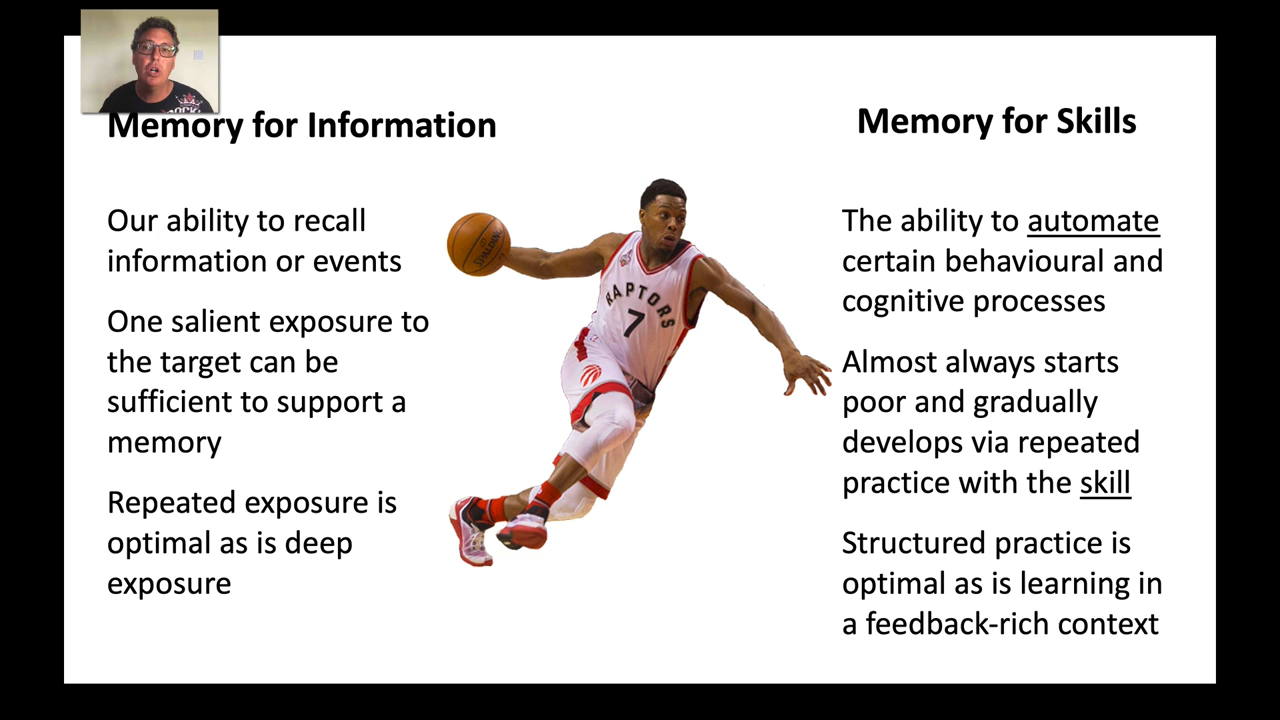 Memory for Information
Our ability to recall
information or events
One salient exposure to
the target can be
sufficient to support a
memory
Repeated exposure is
optimal as is deep
exposure
SPALDING
RAPTORS
7
Memory for Skills
The ability to automate
certain behavioural and
cognitive processes
Almost always starts
poor and gradually
develops via repeated
practice with the skill
Structured practice is
optimal as is learning in
a feedback-rich context